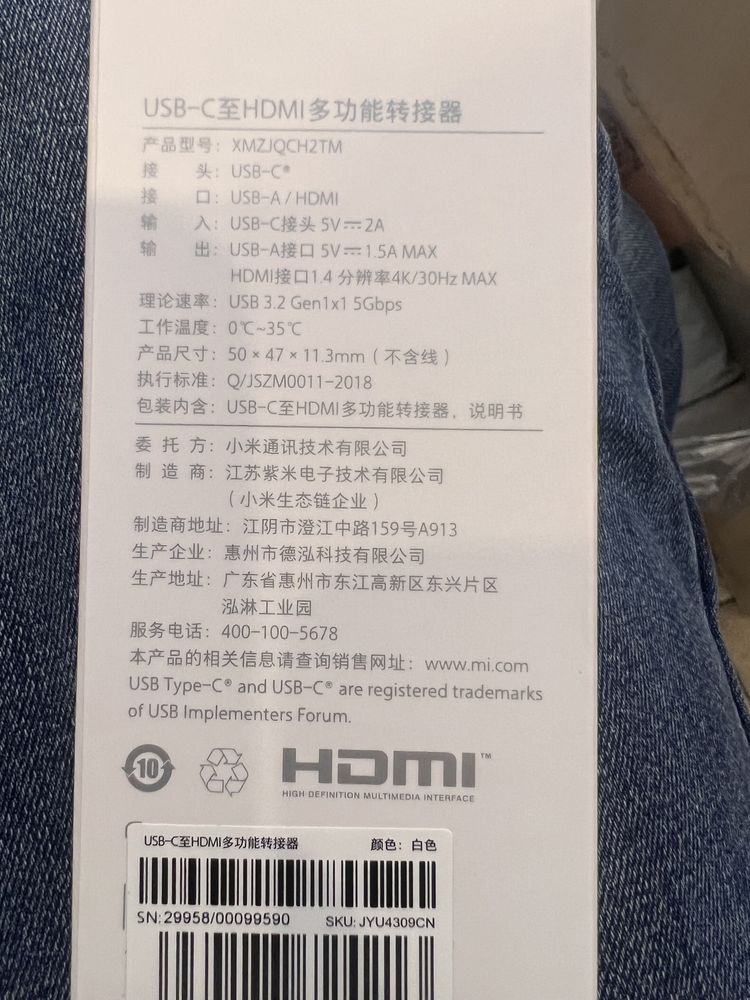 USB-C至HDMI多功能转接器
产品型号：XMZJQCH2TM
接 头：USB-C®
接 口：USB-A / HDMI
输 入：USB-C接头 5V⎓2A
输 出：USB-A接口 5V⎓1.5A MAX
HDMI接口1.4 分辨率4K/30Hz MAX
理论速率：USB 3.2 Gen1x1 5Gbps
工作温度：0℃~35℃
产品尺寸：50 × 47 × 11.3mm（不含线）
执行标准：Q/JSZM0011-2018
包装内含：USB-C至HDMI多功能转接器，说明书
委 托 方：小米通讯技术有限公司
制 造 商：江苏紫米电子技术有限公司
（小米生态链企业）
制造商地址：江阴市澄江中路159号A913
生产企业：惠州市德泓科技有限公司
生产地址：广东省惠州市东江高新区东兴片区
泓淋工业园
服务电话：400-100-5678
本产品的相关信息请查询销售网址：www.mi.com
USB Type-C® and USB-C® are registered trademarks
of USB Implementers Forum.
10
HDMI™
HIGH DEFINITION MULTIMEDIA INTERFACE
USB-C至HDMI多功能转接器 颜色：白色
SN:29958/00099590 SKU: JYU4309CN